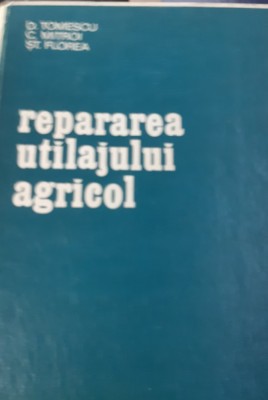 D. TOMESCU
C. MITROI
ȘT. FLOREA
repararea
utilajului
agricol